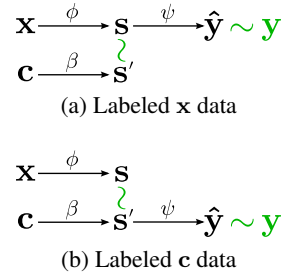 x ϕ s ψ ŷ ∼ y
c β s′
(a) Labeled x data
x ϕ s
c β s′ ψ ŷ ∼ y
(b) Labeled c data